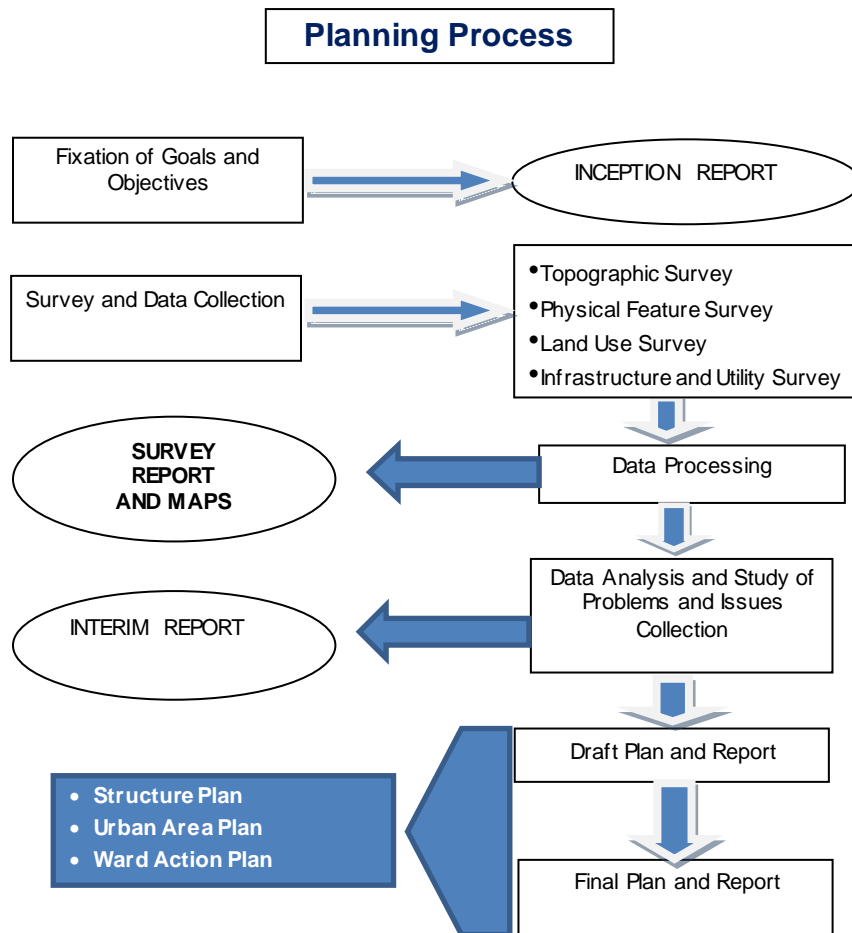 Planning Process
Fixation of Goals and
Objectives
INCEPTION REPORT
Survey and Data Collection
•Topographic Survey
•Physical Feature Survey
•Land Use Survey
•Infrastructure and Utility Survey
SURVEY
REPORT
AND MAPS
Data Processing
Data Analysis and Study of
Problems and Issues
Collection
INTERIM REPORT
Draft Plan and Report
• Structure Plan
• Urban Area Plan
• Ward Action Plan
Final Plan and Report